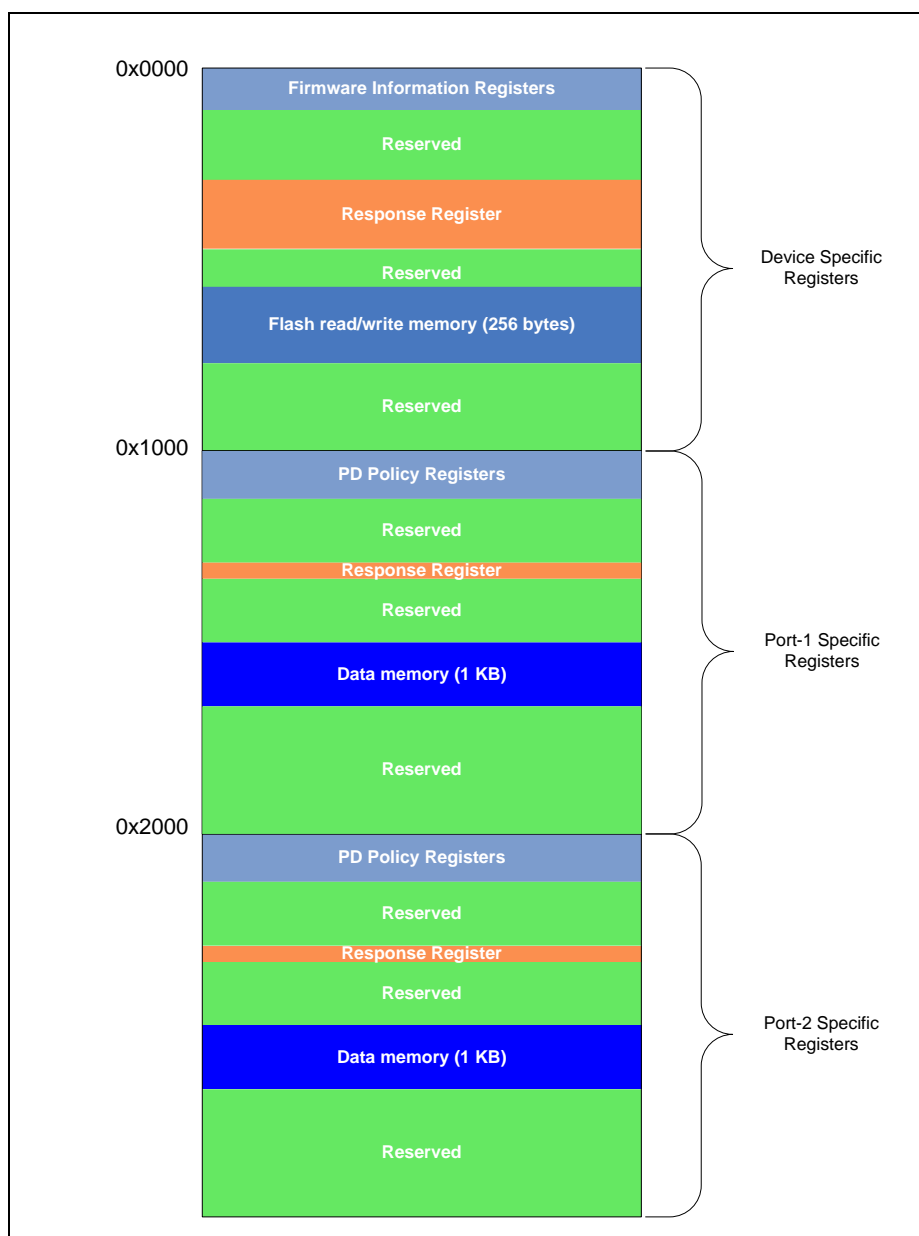 0x0000
Firmware Information Registers
Reserved
Response Register
Reserved
Flash read/write memory (256 bytes)
Reserved
Device Specific
Registers
0x1000
PD Policy Registers
Reserved
Response Register
Reserved
Data memory (1 KB)
Reserved
Port-1 Specific
Registers
0x2000
PD Policy Registers
Reserved
Response Register
Reserved
Data memory (1 KB)
Reserved
Port-2 Specific
Registers